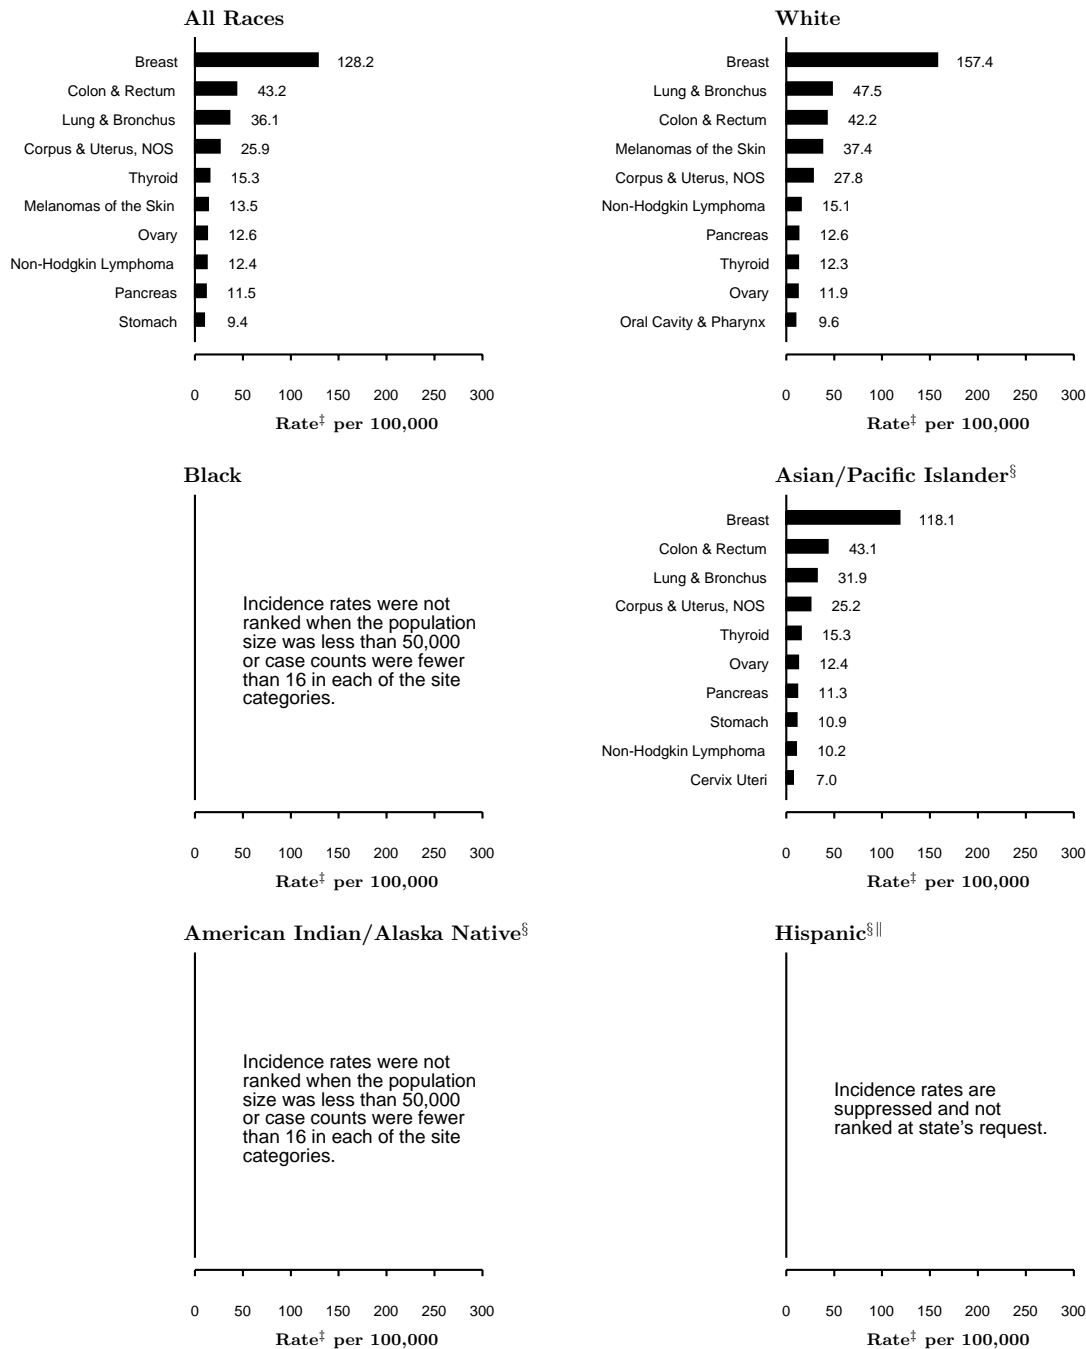 All Races
Breast 128.2
Colon & Rectum 43.2
Lung & Bronchus 36.1
Corpus & Uterus, NOS 25.9
Thyroid 15.3
Melanomas of the Skin 13.5
Ovary 12.6
Non-Hodgkin Lymphoma 12.4
Pancreas 11.5
Stomach 9.4
0 50 100 150 200 250 300
Rate‡ per 100,000
White
Breast 157.4
Lung & Bronchus 47.5
Colon & Rectum 42.2
Melanomas of the Skin 37.4
Corpus & Uterus, NOS 27.8
Non-Hodgkin Lymphoma 15.1
Pancreas 12.6
Thyroid 12.3
Ovary 11.9
Oral Cavity & Pharynx 9.6
0 50 100 150 200 250 300
Rate‡ per 100,000
Black
Incidence rates were not
ranked when the population
size was less than 50,000
or case counts were fewer
than 16 in each of the site
categories.
0 50 100 150 200 250 300
Rate‡ per 100,000
Asian/Pacific Islander§
Breast 118.1
Colon & Rectum 43.1
Lung & Bronchus 31.9
Corpus & Uterus, NOS 25.2
Thyroid 15.3
Ovary 12.4
Pancreas 11.3
Stomach 10.9
Non-Hodgkin Lymphoma 10.2
Cervix Uteri 7.0
0 50 100 150 200 250 300
Rate‡ per 100,000
American Indian/Alaska Native§
Incidence rates were not
ranked when the population
size was less than 50,000
or case counts were fewer
than 16 in each of the site
categories.
0 50 100 150 200 250 300
Rate‡ per 100,000
Hispanic§‖
Incidence rates are
suppressed and not
ranked at state's request.
0 50 100 150 200 250 300
Rate‡ per 100,000